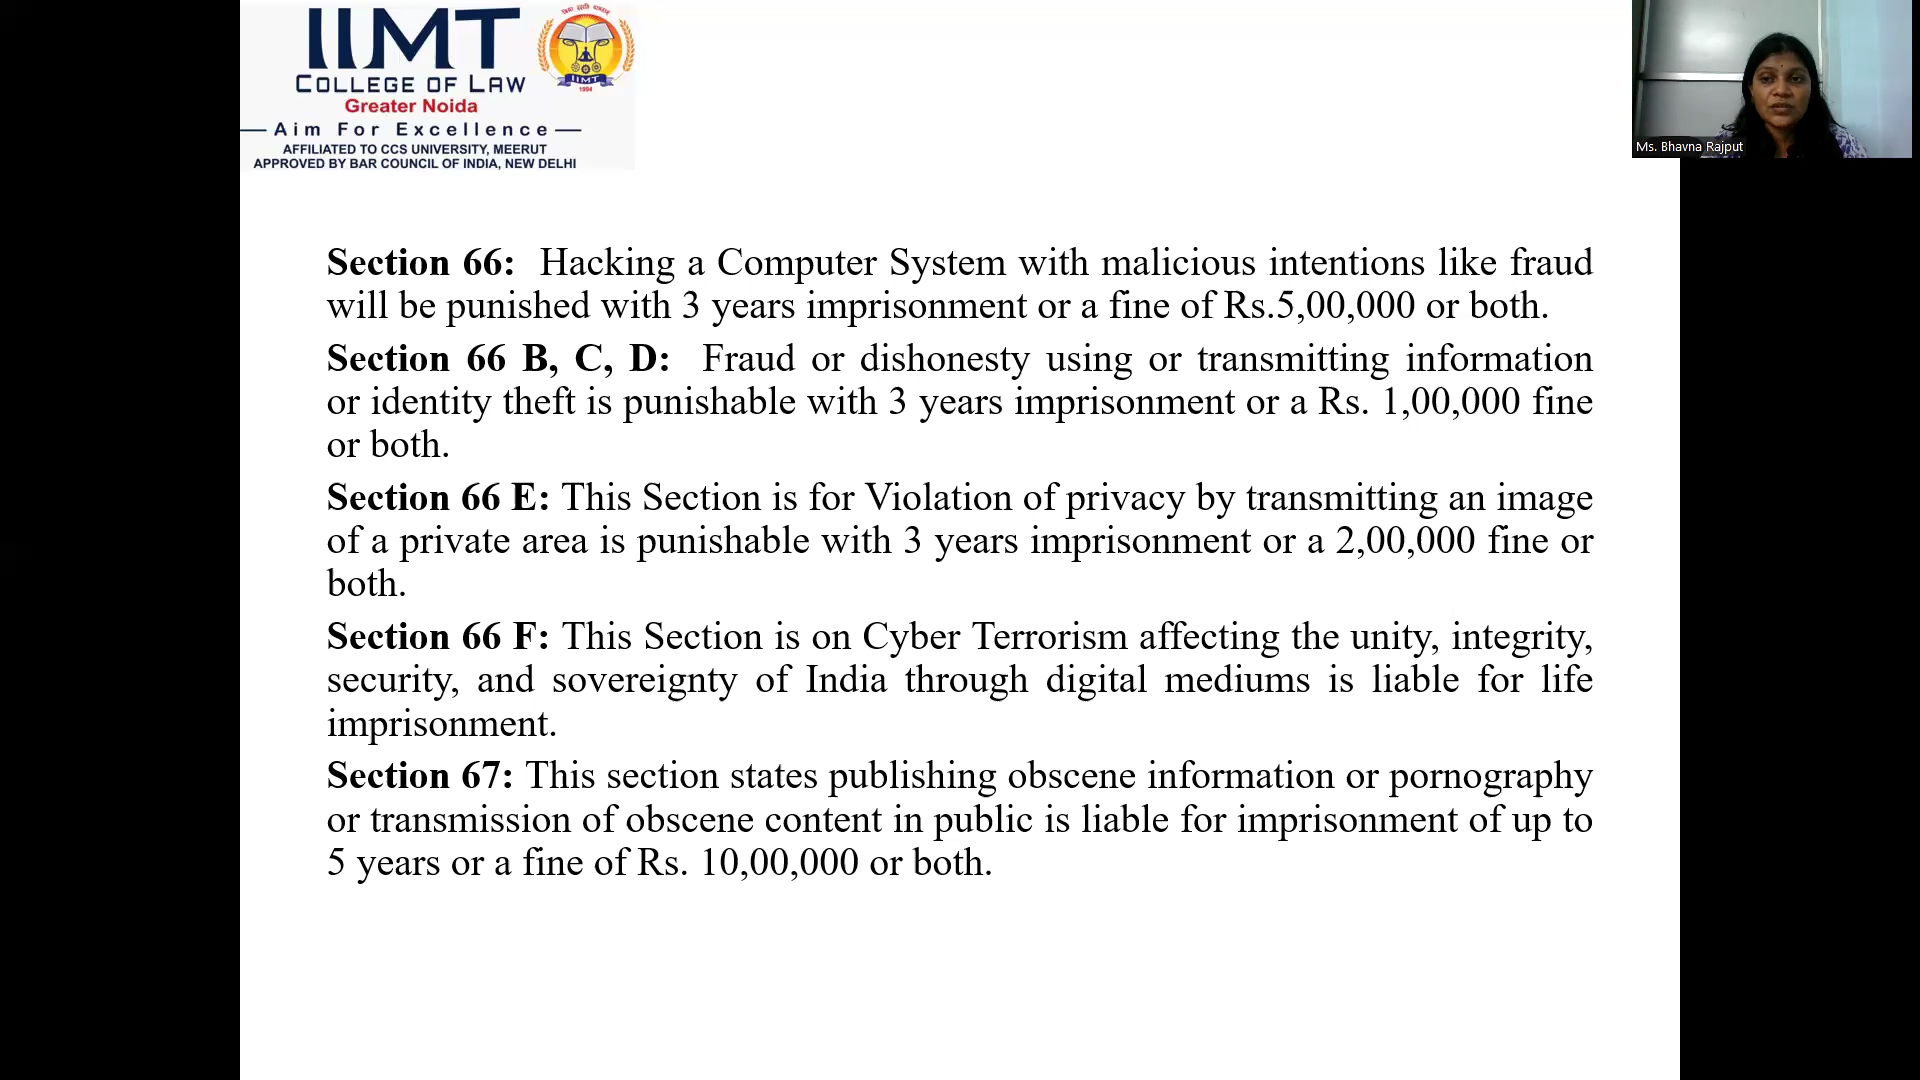 IIMT
COLLEGE OF LAW
Greater Noida
Aim For Excellence
AFFILIATED TO CCS UNIVERSITY, MEERUT
APPROVED BY BAR COUNCIL OF INDIA, NEW DELHI
IIMT
1994
Ms. Bhavna Rajput
Section 66: Hacking a Computer System with malicious intentions like fraud
will be punished with 3 years imprisonment or a fine of Rs.5,00,000 or both.
Section 66 B, C, D: Fraud or dishonesty using or transmitting information
or identity theft is punishable with 3 years imprisonment or a Rs. 1,00,000 fine
or both.
Section 66 E: This Section is for Violation of privacy by transmitting an image
of a private area is punishable with 3 years imprisonment or a 2,00,000 fine or
both.
Section 66 F: This Section is on Cyber Terrorism affecting the unity, integrity,
security, and sovereignty of India through digital mediums is liable for life
imprisonment.
Section 67: This section states publishing obscene information or pornography
or transmission of obscene content in public is liable for imprisonment of up to
5 years or a fine of Rs. 10,00,000 or both.